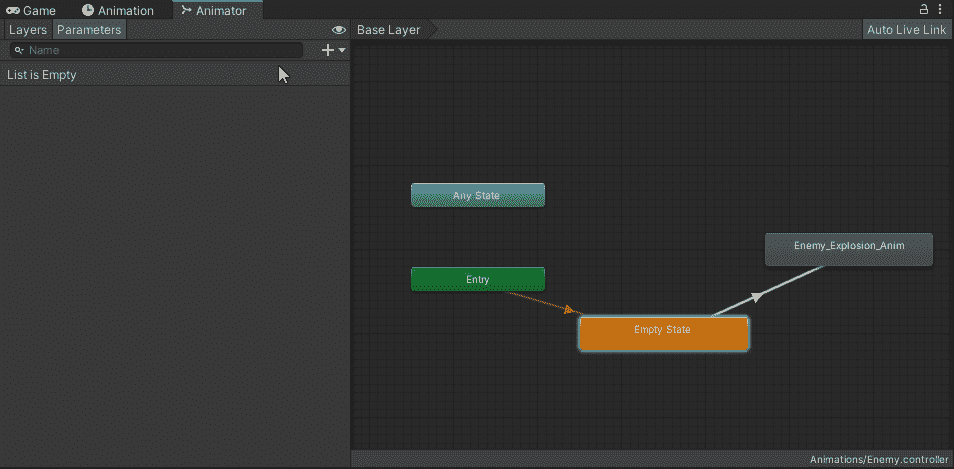 Game Animation Animator
Layers Parameters Base Layer Auto Live Link
Name
List is Empty
Any State
Enemy_Explosion_Anim
Entry
Empty State
Animations/Enemy.controller